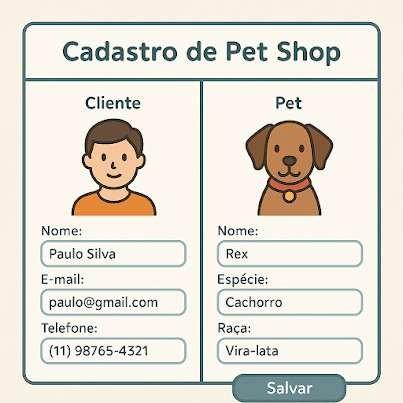 Cadastro de Pet Shop
Cliente
Nome:
Paulo Silva
E-mail:
paulo@gmail.com
Telefone:
(11) 98765-4321
Pet
Nome:
Rex
Espécie:
Cachorro
Raça:
Vira-lata
Salvar